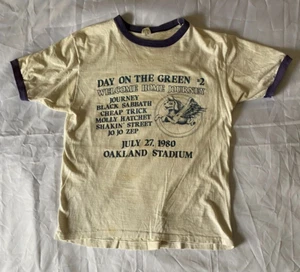 DAY ON THE GREEN #2
WELCOME HOME JOURNEY
JOURNEY
BLACK SABBATH
CHEAP TRICK
MOLLY HATCHET
SHAKIN' STREET
JO JO ZEP
JULY 27, 1980
OAKLAND STADIUM